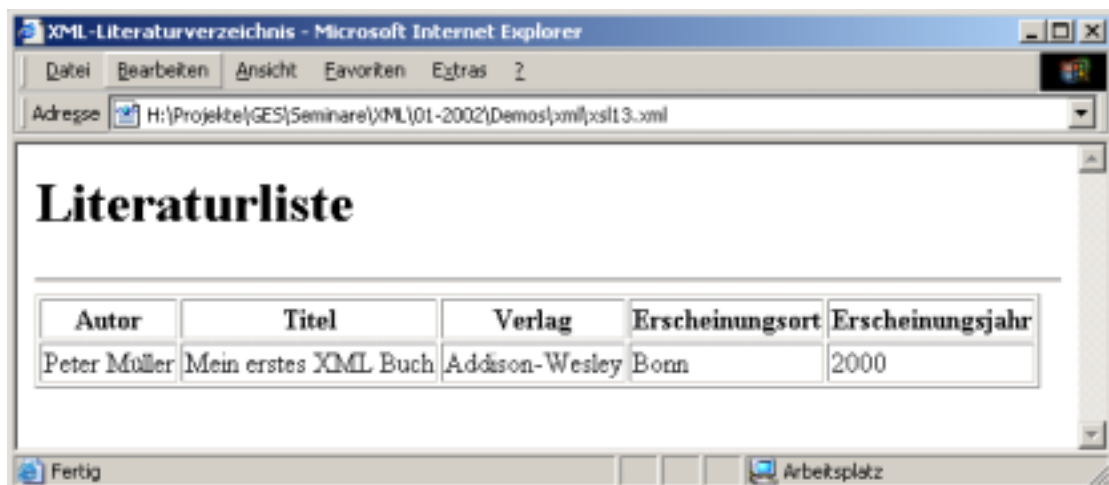 XML-Literaturverzeichnis - Microsoft Internet Explorer
Datei Bearbeiten Ansicht Favoriten Extras ?
Adresse H:\Projekte\GES\Seminare\XML\01-2002\Demos\xml\xslt13.xml
Literaturliste
Autor Titel Verlag Erscheinungsort Erscheinungsjahr
Peter Müller Mein erstes XML Buch Addison-Wesley Bonn 2000
Fertig Arbeitsplatz